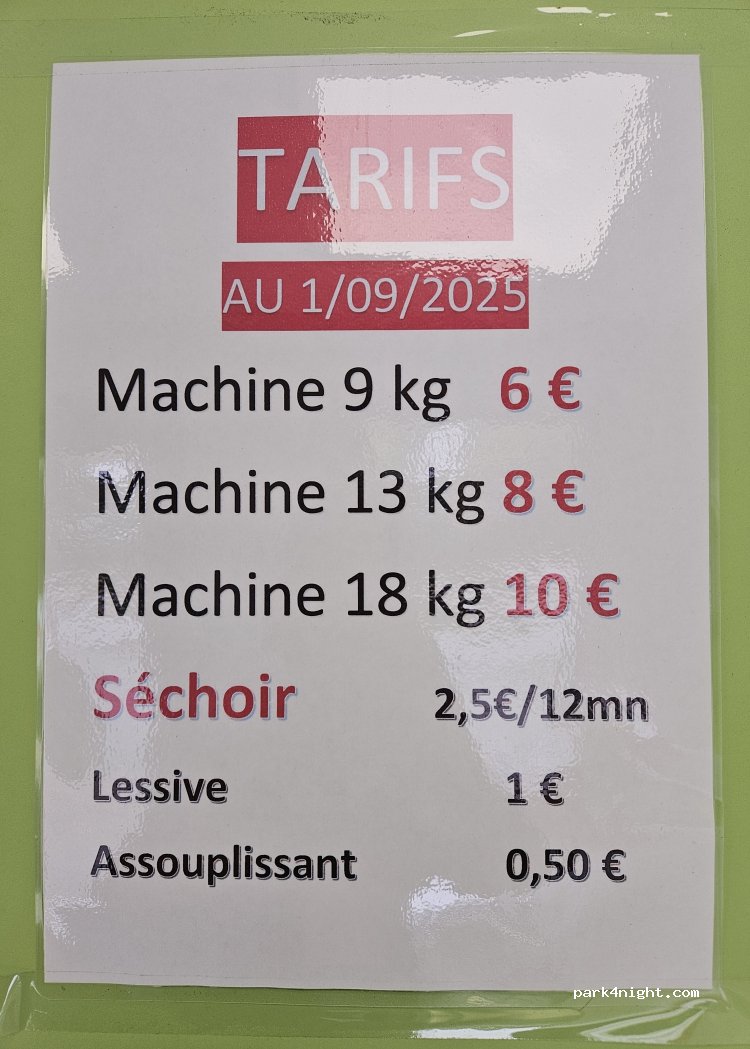 TARIFS
AU 1/09/2025
Machine 9 kg 6 €
Machine 13 kg 8 €
Machine 18 kg 10 €
Séchoir 2,5€/12mn
Lessive 1 €
Assouplissant 0,50 €
park4night.com